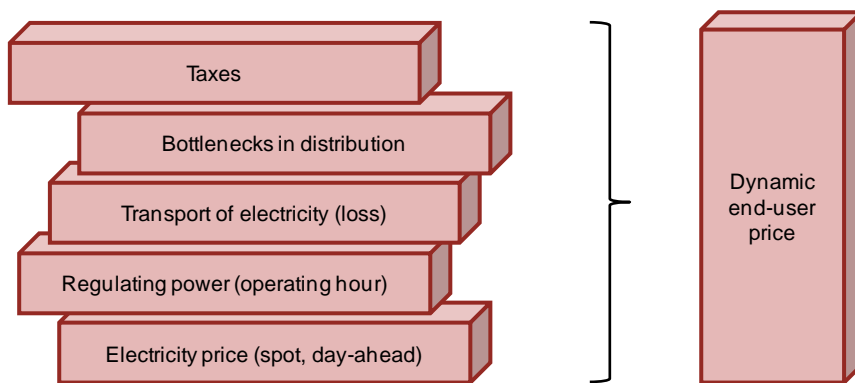 Taxes
Bottlenecks in distribution
Transport of electricity (loss)
Regulating power (operating hour)
Electricity price (spot, day-ahead)
Dynamic
end-user
price